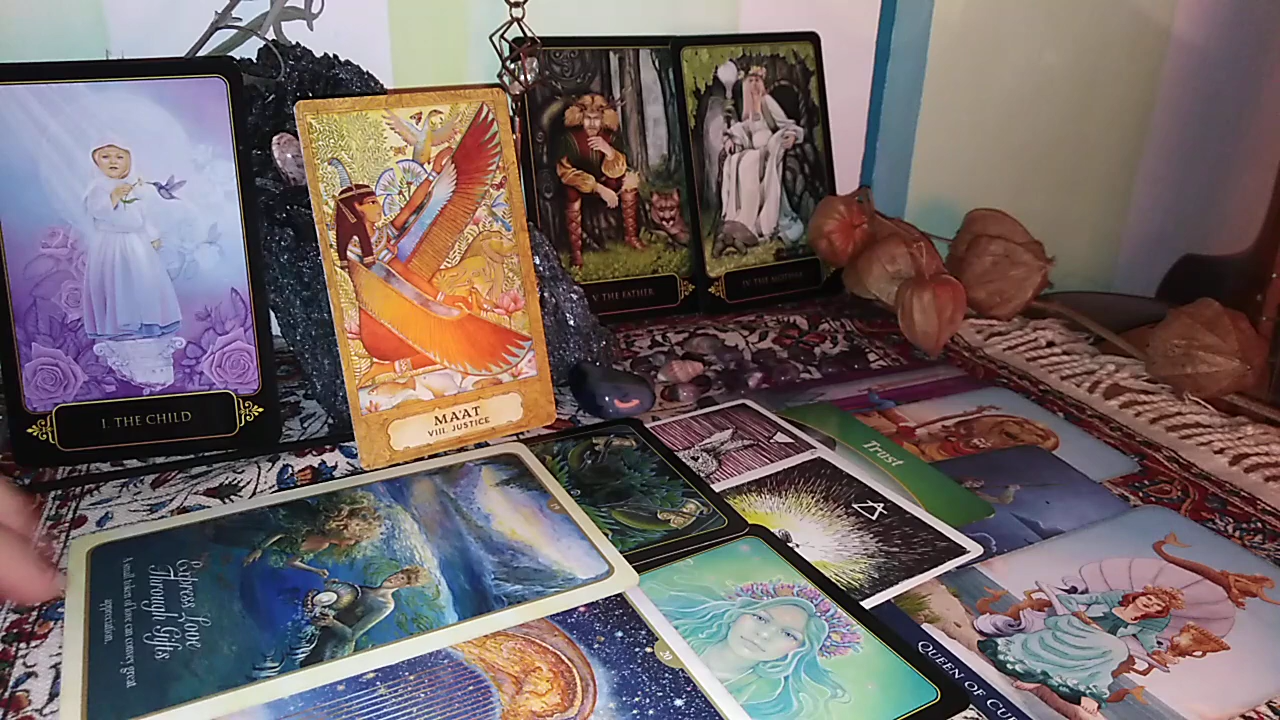 I. THE CHILD
MA'AT
VIII. JUSTICE
V. THE FATHER
IV. THE MOTHER
Trust
Express Love
Through Gifts
A small token of love can convey great
appreciation.
20
QUEEN OF CU